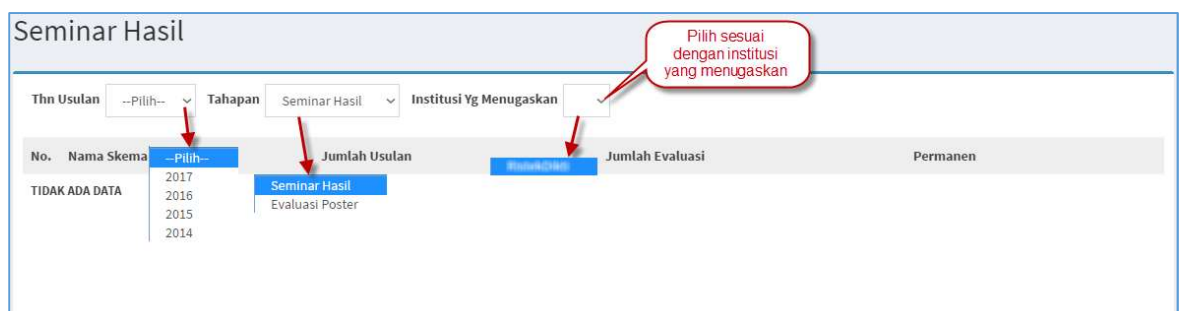 Seminar Hasil
Pilih sesuai
dengan institusi
yang menugaskan
Thn Usulan --Pilih-- Tahapan Seminar Hasil Institusi Yg Menugaskan
No. Nama Skema Jumlah Usulan Jumlah Evaluasi Permanen
--Pilih--
2017
2016
2015
2014
Seminar Hasil
Evaluasi Poster
TIDAK ADA DATA